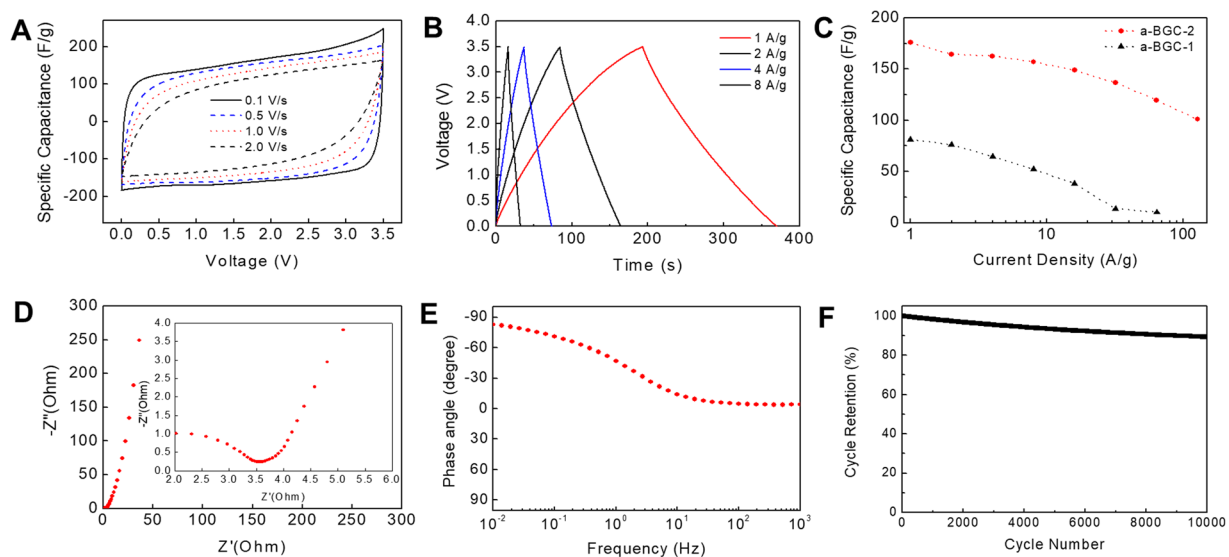 A
Specific Capacitance (F/g)
200
100
0
-100
-200
0.1 V/s
0.5 V/s
1.0 V/s
2.0 V/s
0.0 0.5 1.0 1.5 2.0 2.5 3.0 3.5
Voltage (V)
B
Voltage (V)
4.0
3.5
3.0
2.5
2.0
1.5
1.0
0.5
0.0
1 A/g
2 A/g
4 A/g
8 A/g
0 100 200 300 400
Time (s)
C
Specific Capacitance (F/g)
200
150
100
50
0
a-BGC-2
a-BGC-1
1 10 100
Current Density (A/g)
D
-Z"(Ohm)
300
250
200
150
100
50
0
-Z"(Ohm)
4.0
3.5
3.0
2.5
2.0
1.5
1.0
0.5
0.0
2.0 2.5 3.0 3.5 4.0 4.5 5.0 5.5 6.0
Z'(Ohm)
0 50 100 150 200 250 300
Z'(Ohm)
E
Phase angle (degree)
-90
-60
-30
0
30
60
90
10-2 10-1 100 101 102 103
Frequency (Hz)
F
Cycle Retention (%)
100
80
60
40
20
0
0 2000 4000 6000 8000 10000
Cycle Number